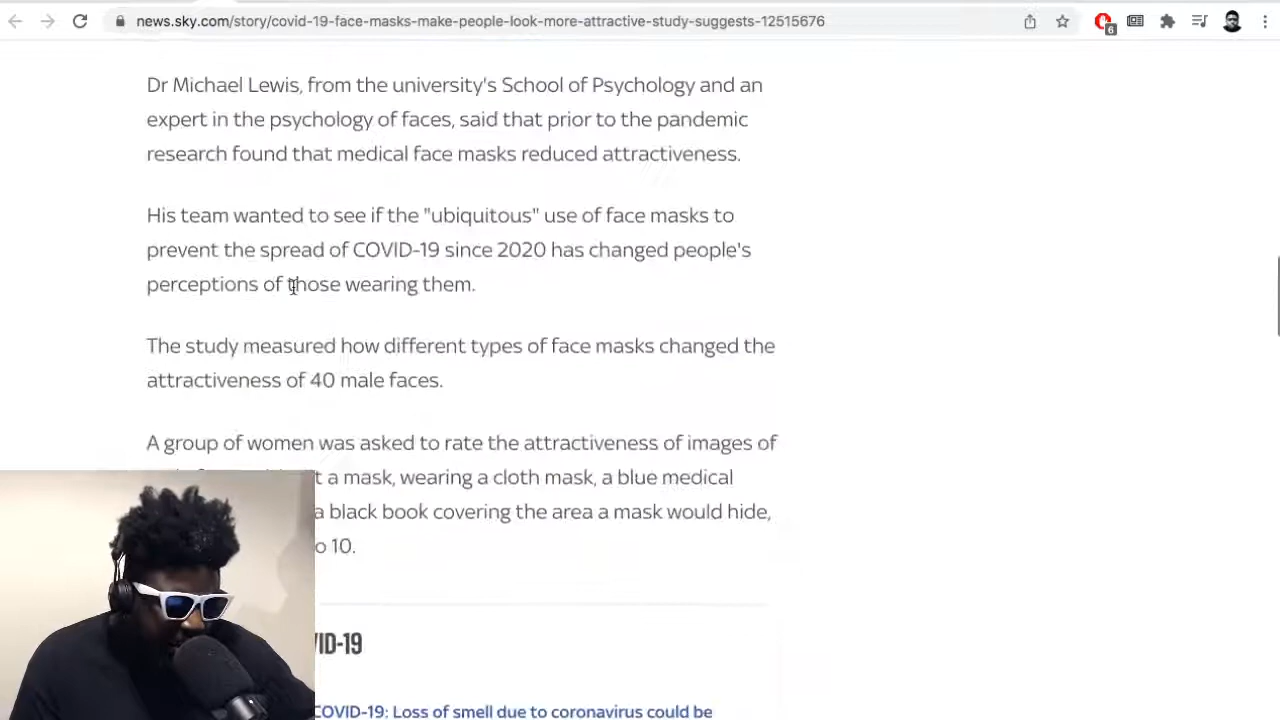 news.sky.com/story/covid-19-face-masks-make-people-look-more-attractive-study-suggests-12515676
6
Dr Michael Lewis, from the university's School of Psychology and an
expert in the psychology of faces, said that prior to the pandemic
research found that medical face masks reduced attractiveness.
His team wanted to see if the "ubiquitous" use of face masks to
prevent the spread of COVID-19 since 2020 has changed people's
perceptions of those wearing them.
The study measured how different types of face masks changed the
attractiveness of 40 male faces.
A group of women was asked to rate the attractiveness of images of
a mask, wearing a cloth mask, a blue medical
a black book covering the area a mask would hide,
o 10.
VID-19
COVID-19: Loss of smell due to coronavirus could be